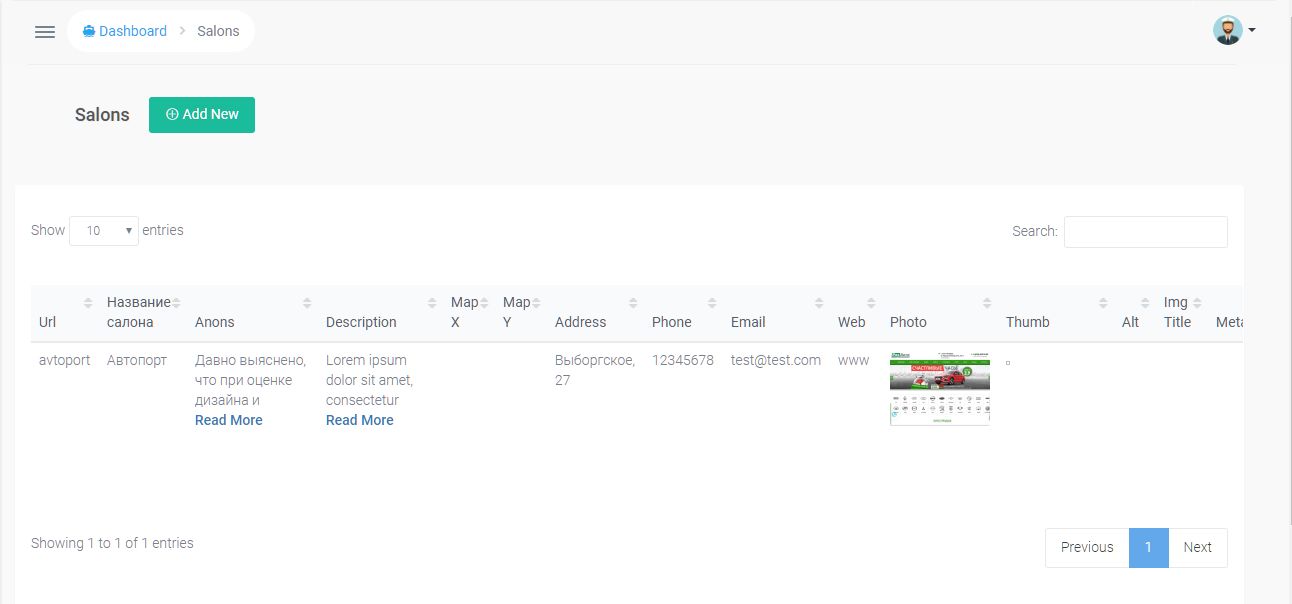 Dashboard > Salons
Salons
Add New
Show 10 entries
Search:
Url
Название
салона
Anons
Description
Map
X
Map
Y
Address
Phone
Email
Web
Photo
Thumb
Alt
Img
Title
Meta
avtoport
Автопорт
Давно выяснено,
что при оценке
дизайна и
Read More
Lorem ipsum
dolor sit amet,
consectetur
Read More
Выборгское,
27
12345678
test@test.com
www
СЧАСТЛИВЫЕ
Showing 1 to 1 of 1 entries
Previous 1 Next